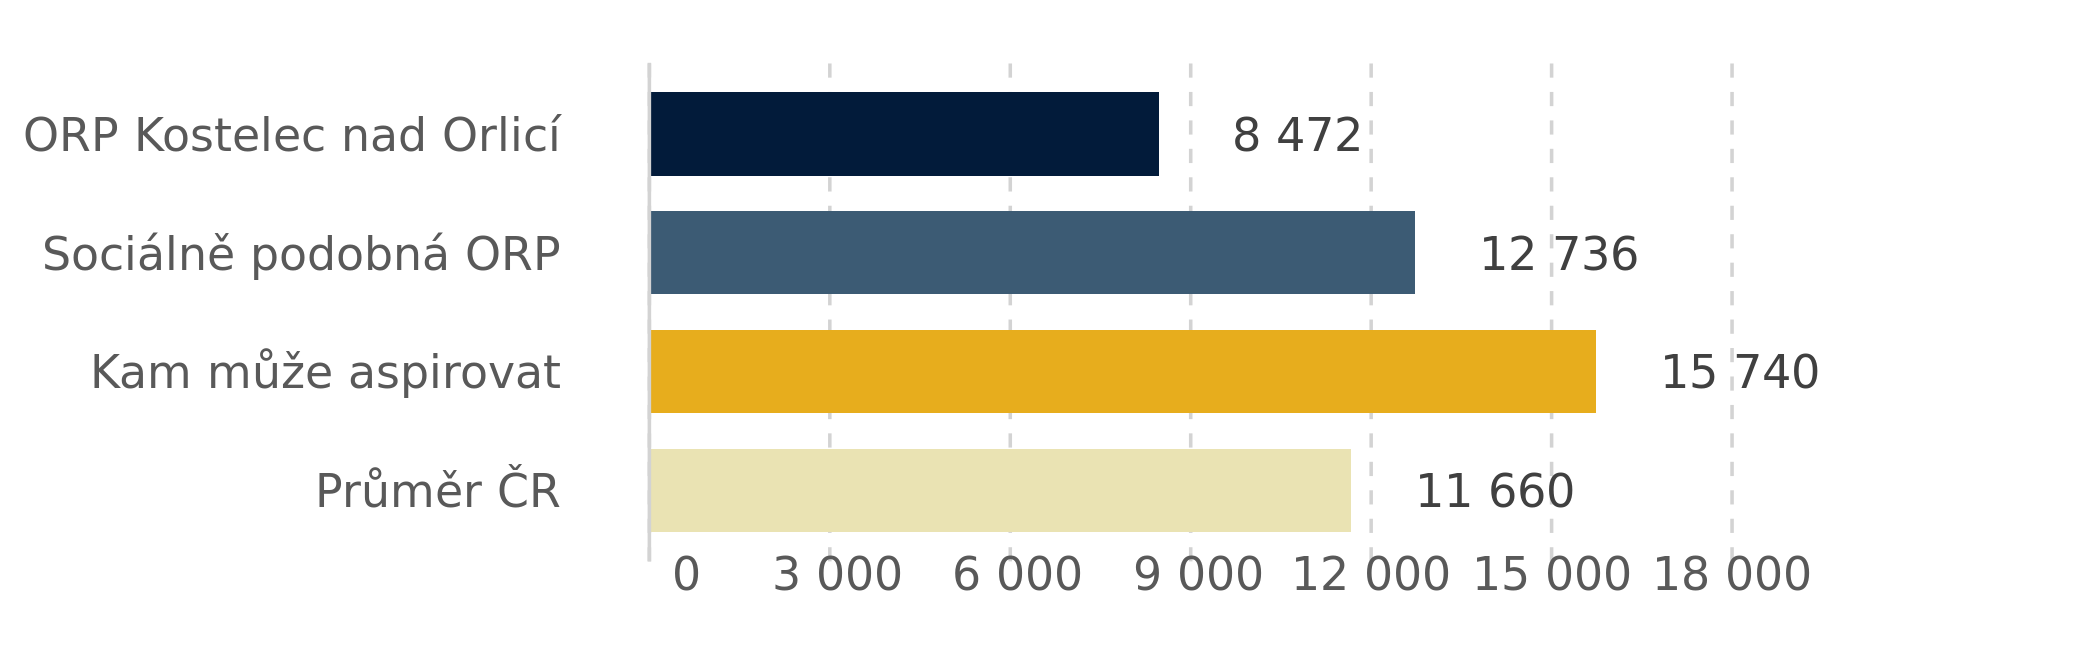 ORP Kostelec nad Orlicí 8 472
Sociálně podobná ORP 12 736
Kam může aspirovat 15 740
Průměr ČR 11 660
0 3 000 6 000 9 000 12 000 15 000 18 000